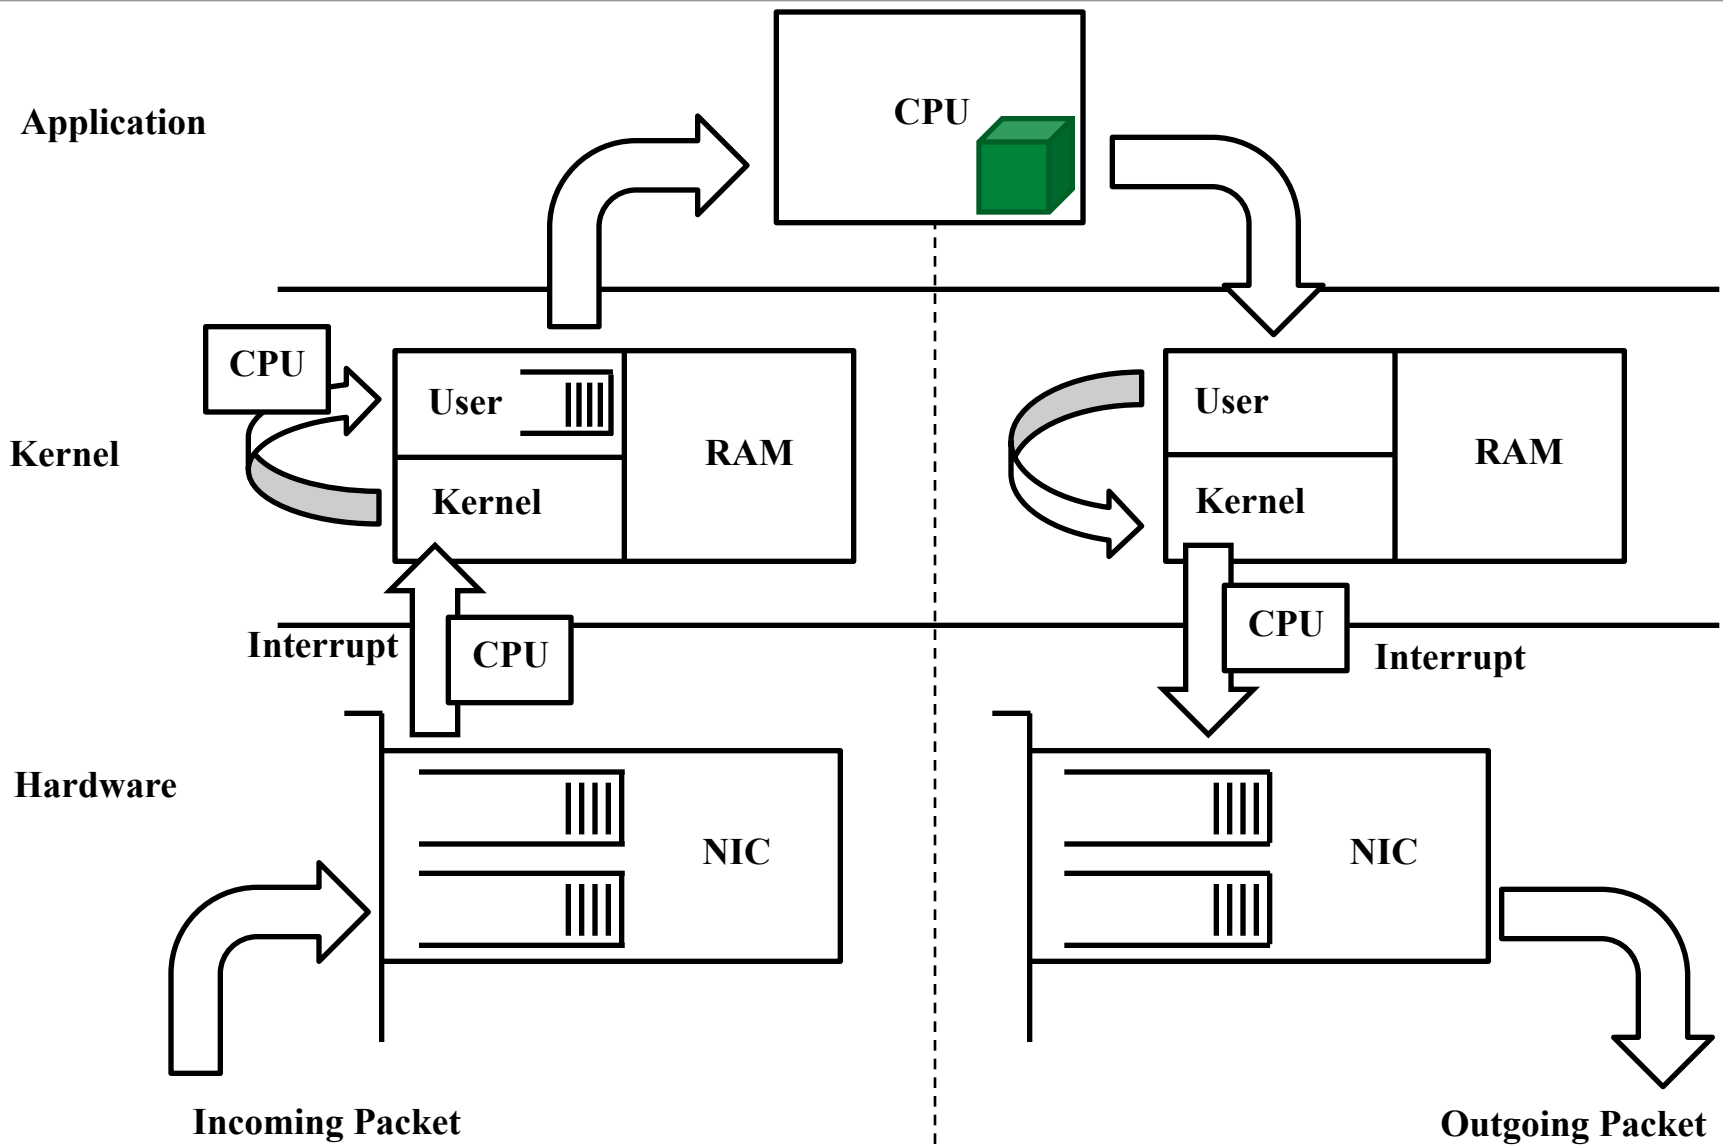 CPU
Application
CPU
User
RAM
Kernel
Kernel
User
RAM
Kernel
Interrupt
CPU
CPU
Interrupt
Hardware
NIC
NIC
Incoming Packet
Outgoing Packet